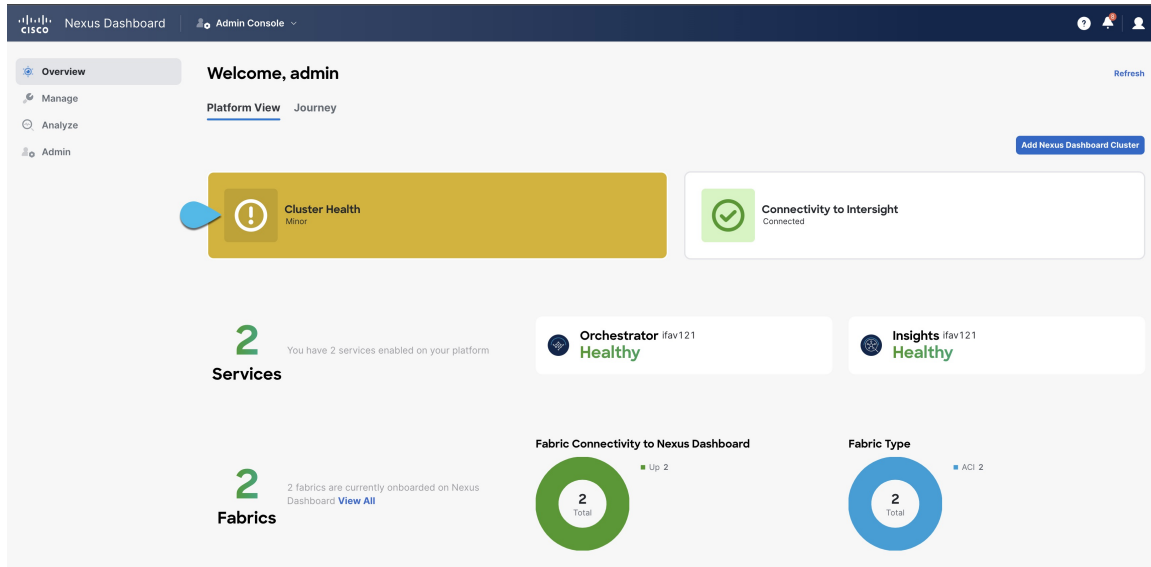 CISCO Nexus Dashboard Admin Console
Overview
Manage
Analyze
Admin
Welcome, admin
Refresh
Platform View Journey
Add Nexus Dashboard Cluster
Cluster Health
Minor
Connectivity to Intersight
Connected
2
Services
You have 2 services enabled on your platform
Orchestrator ifav121
Healthy
Insights ifav121
Healthy
2
Fabrics
2 fabrics are currently onboarded on Nexus
Dashboard View All
Fabric Connectivity to Nexus Dashboard
Up 2
2
Total
Fabric Type
ACI 2
2
Total